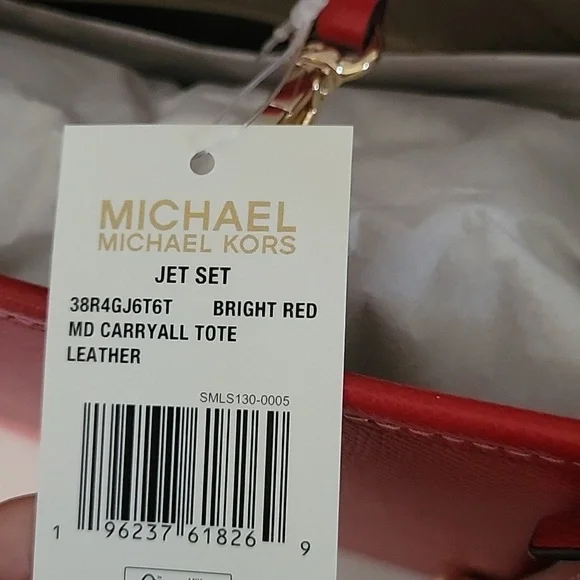 MICHAEL
MICHAEL KORS
JET SET
38R4GJ6T6T BRIGHT RED
MD CARRYALL TOTE
LEATHER
SMLS130-0005
1 96237 61826 9